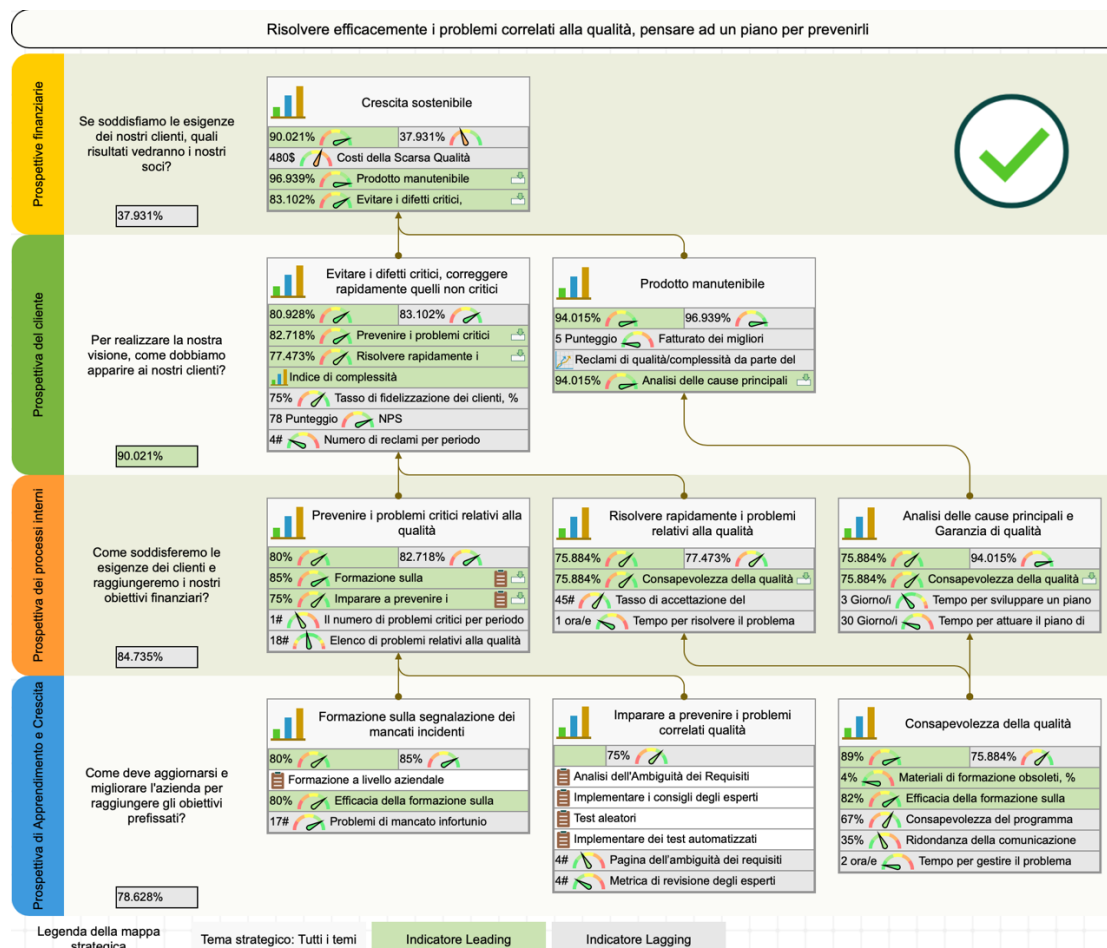 Risolvere efficacemente i problemi correlati alla qualità, pensare ad un piano per prevenirli
Prospettive finanziarie
Se soddisfiamo le esigenze
dei nostri clienti, quali
risultati vedranno i nostri
soci?
37.931%
Crescita sostenibile
90.021% 37.931%
480$ Costi della Scarsa Qualità
96.939% Prodotto manutenibile
83.102% Evitare i difetti critici,
Prospettiva del cliente
Per realizzare la nostra
visione, come dobbiamo
apparire ai nostri clienti?
90.021%
Evitare i difetti critici, correggere
rapidamente quelli non critici
80.928% 83.102%
82.718% Prevenire i problemi critici
77.473% Risolvere rapidamente i
Indice di complessità
75% Tasso di fidelizzazione dei clienti, %
78 Punteggio NPS
4# Numero di reclami per periodo
Prodotto manutenibile
94.015% 96.939%
5 Punteggio Fatturato dei migliori
Reclami di qualità/complessità da parte del
94.015% Analisi delle cause principali
Prospettiva dei processi interni
Come soddisferemo le
esigenze dei clienti e
raggiungeremo i nostri
obiettivi finanziari?
84.735%
Prevenire i problemi critici relativi alla
qualità
80% 82.718%
85% Formazione sulla
75% Imparare a prevenire i
1# Il numero di problemi critici per periodo
18# Elenco di problemi relativi alla qualità
Risolvere rapidamente i problemi
relativi alla qualità
75.884% 77.473%
75.884% Consapevolezza della qualità
45# Tasso di accettazione del
1 ora/e Tempo per risolvere il problema
Analisi delle cause principali e
Garanzia di qualità
75.884% 94.015%
75.884% Consapevolezza della qualità
3 Giorno/i Tempo per sviluppare un piano
30 Giorno/i Tempo per attuare il piano di
Prospettiva di Apprendimento e Crescita
Come deve aggiornarsi e
migliorare l'azienda per
raggiungere gli obiettivi
prefissati?
78.628%
Formazione sulla segnalazione dei
mancati incidenti
80% 85%
Formazione a livello aziendale
80% Efficacia della formazione sulla
17# Problemi di mancato infortunio
Imparare a prevenire i problemi
correlati qualità
75%
Analisi dell'Ambiguità dei Requisiti
Implementare i consigli degli esperti
Test aleatori
Implementare dei test automatizzati
4# Pagina dell'ambiguità dei requisiti
4# Metrica di revisione degli esperti
Consapevolezza della qualità
89% 75.884%
4% Materiali di formazione obsoleti, %
82% Efficacia della formazione sulla
67% Consapevolezza del programma
35% Ridondanza della comunicazione
2 ora/e Tempo per gestire il problema
Legenda della mappa
strategica
Tema strategico: Tutti i temi
Indicatore Leading
Indicatore Lagging